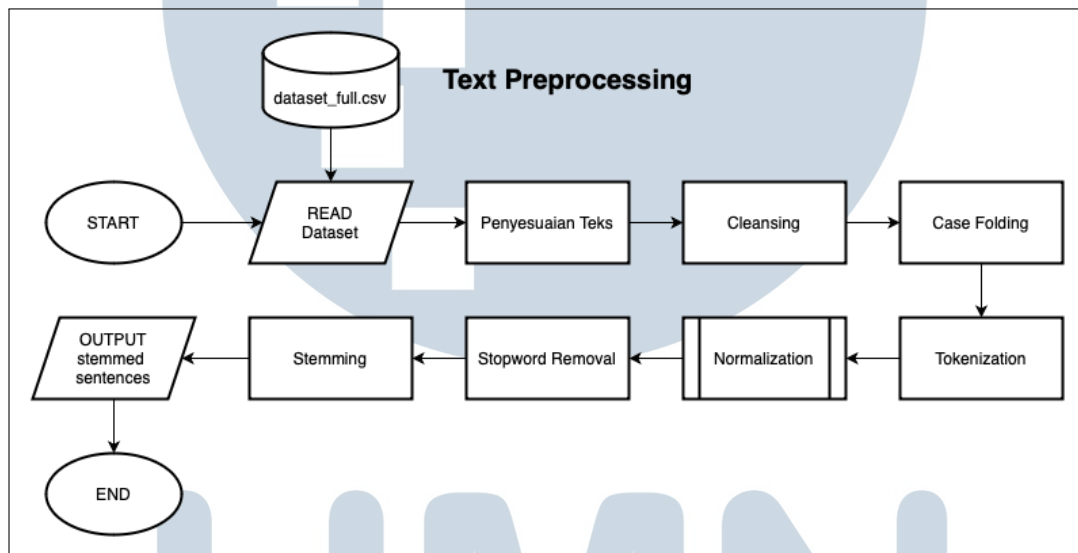 dataset_full.csv
Text Preprocessing
START
READ
Dataset
Penyesuaian Teks
Cleansing
Case Folding
OUTPUT
stemmed
sentences
Stemming
Stopword Removal
Normalization
Tokenization
END
UMN